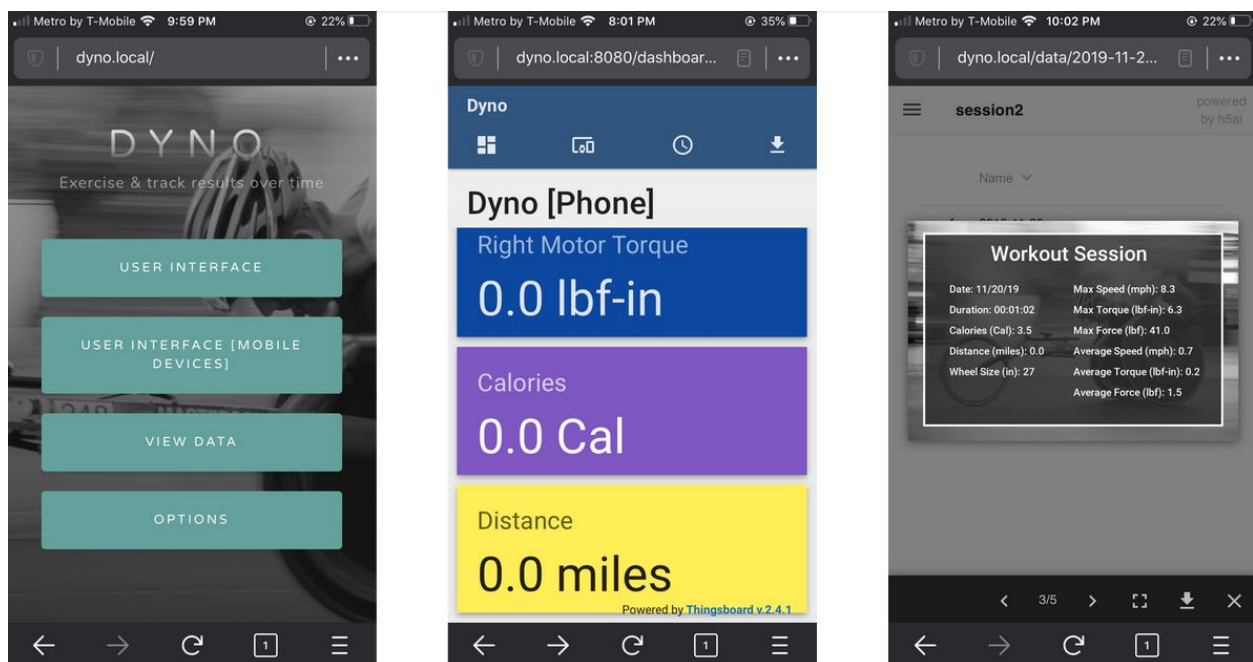 Metro by T-Mobile 9:59 PM 22%
dyno.local/
DYNO
Exercise & track results over time
USER INTERFACE
USER INTERFACE [MOBILE
DEVICES]
VIEW DATA
OPTIONS
1
Metro by T-Mobile 8:01 PM 35%
dyno.local:8080/dashboar...
Dyno
Dyno [Phone]
Right Motor Torque
0.0 lbf-in
Calories
0.0 Cal
Distance
0.0 miles
Powered by Thingsboard v.2.4.1
1
Metro by T-Mobile 10:02 PM 22%
dyno.local/data/2019-11-2...
session2
powered
by h5ai
Name
Workout Session
Date: 11/20/19
Duration: 00:01:02
Calories (Cal): 3.5
Distance (miles): 0.0
Wheel Size (in): 27
Max Speed (mph): 8.3
Max Torque (lbf-in): 6.3
Max Force (lbf): 41.0
Average Speed (mph): 0.7
Average Torque (lbf-in): 0.2
Average Force (lbf): 1.5
3/5
1